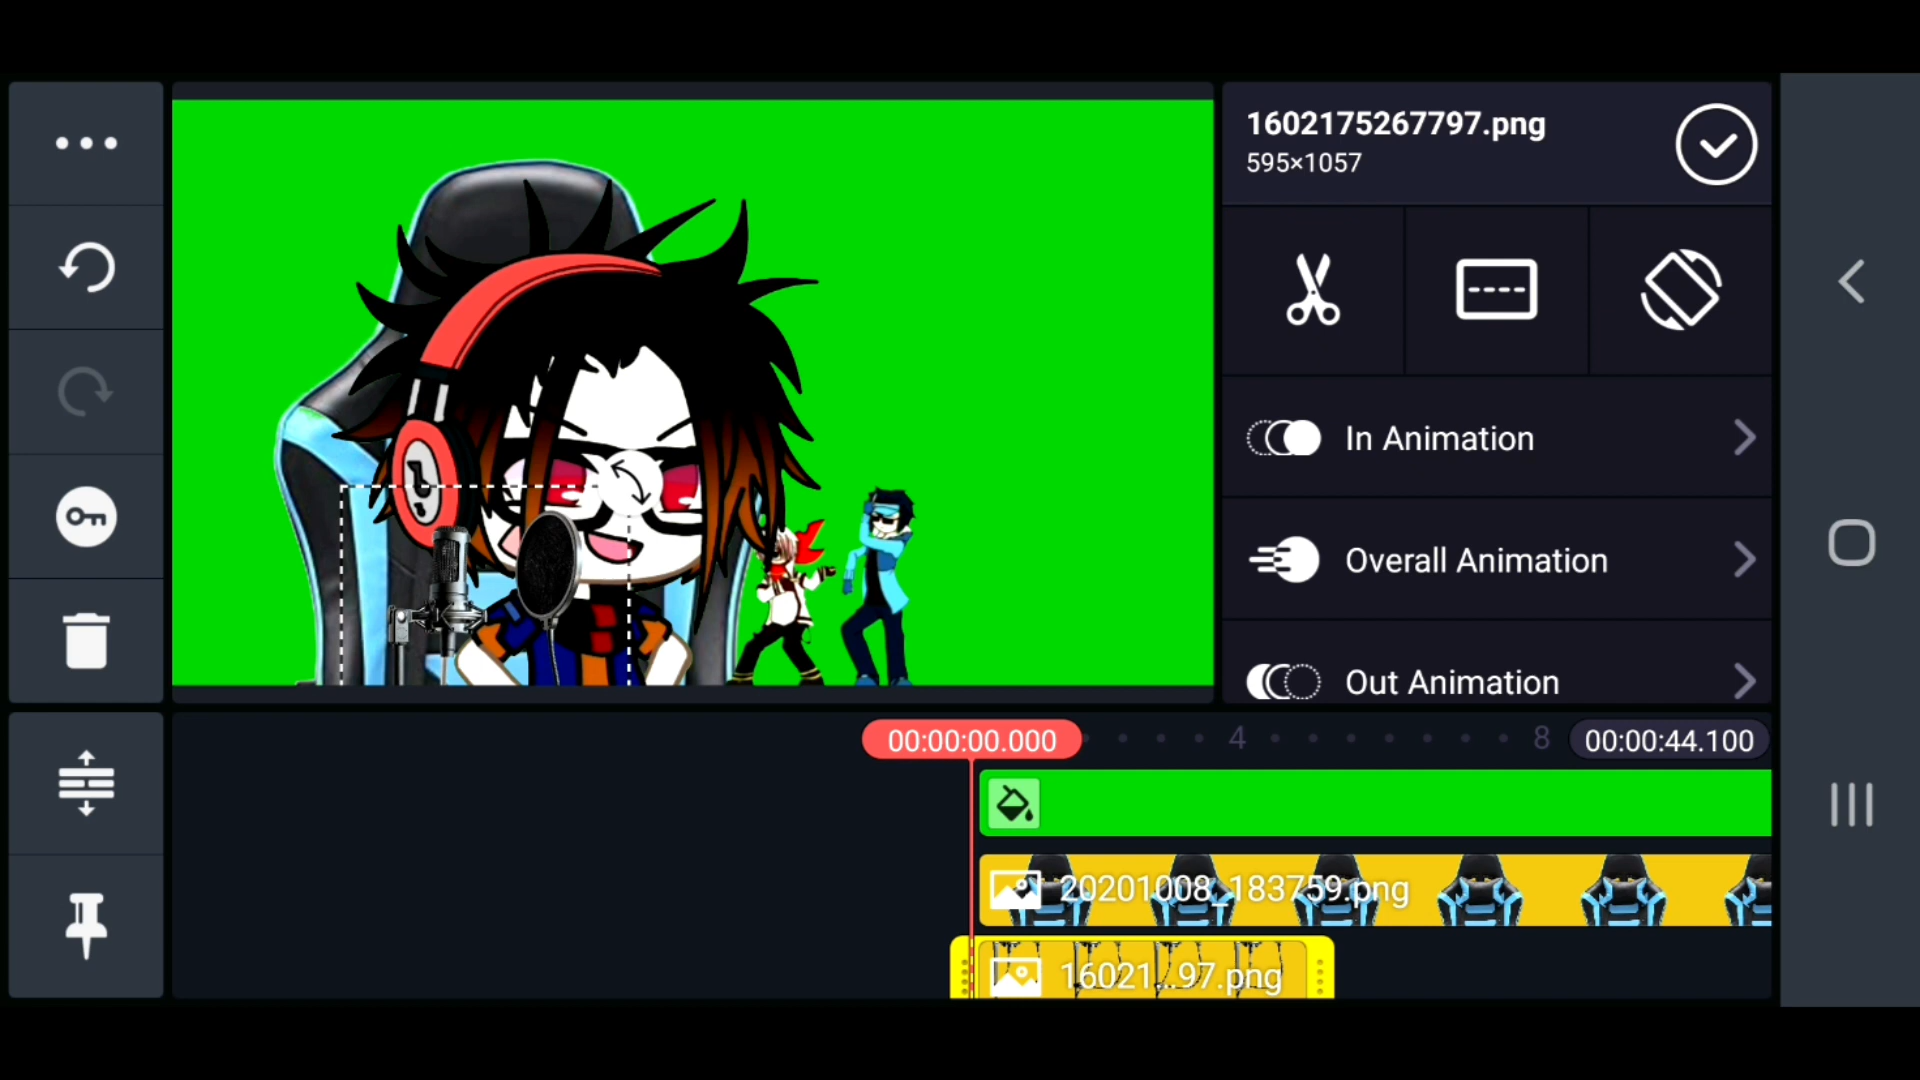 1602175267797.png
595×1057
In Animation
Overall Animation
Out Animation
00:00:00.000
4
8
00:00:44.100
20201008_183759.png
16021...97.png